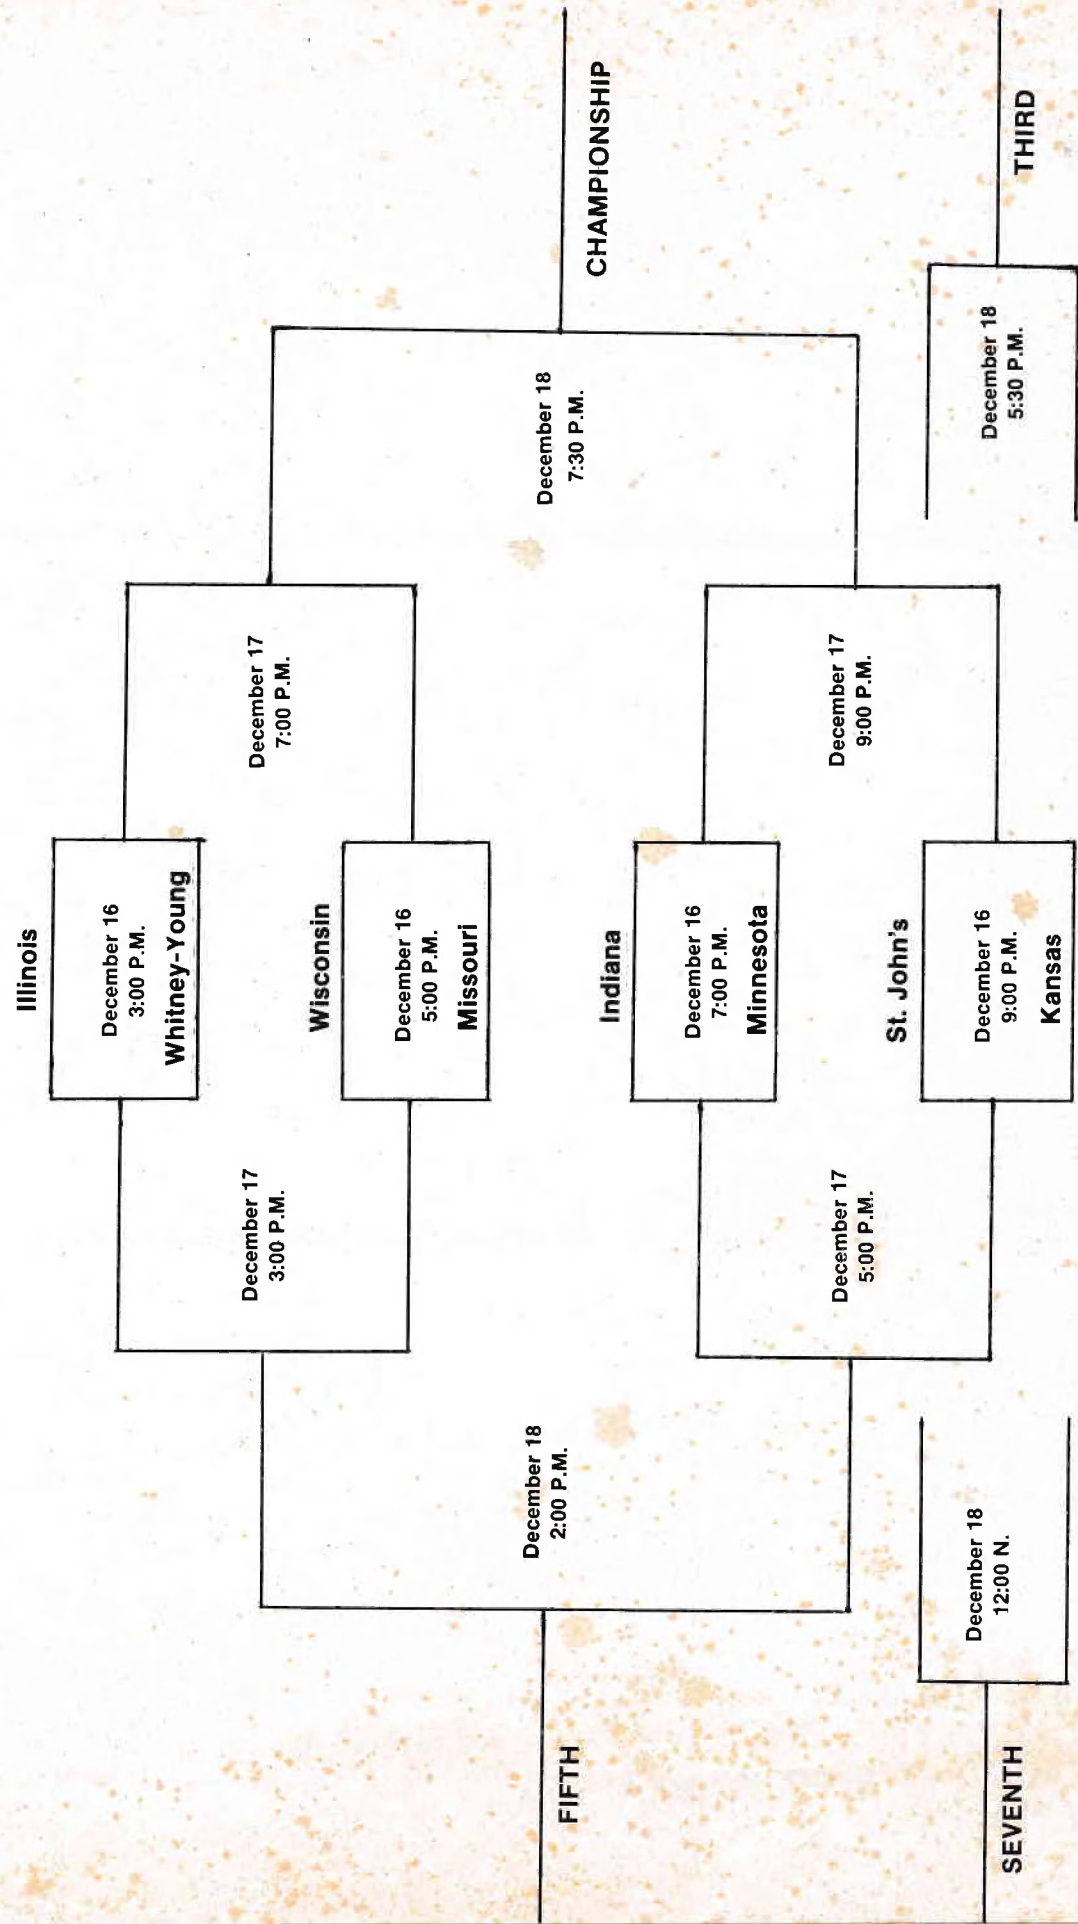 Illinois
December 16
3:00 P.M.
Whitney-Young
Wisconsin
December 16
5:00 P.M.
Missouri
Indiana
December 16
7:00 P.M.
Minnesota
St. John's
December 16
9:00 P.M.
Kansas
December 17
3:00 P.M.
December 17
5:00 P.M.
December 18
2:00 P.M.
FIFTH
December 18
12:00 N.
SEVENTH
December 17
7:00 P.M.
December 17
9:00 P.M.
December 18
7:30 P.M.
CHAMPIONSHIP
December 18
5:30 P.M.
THIRD